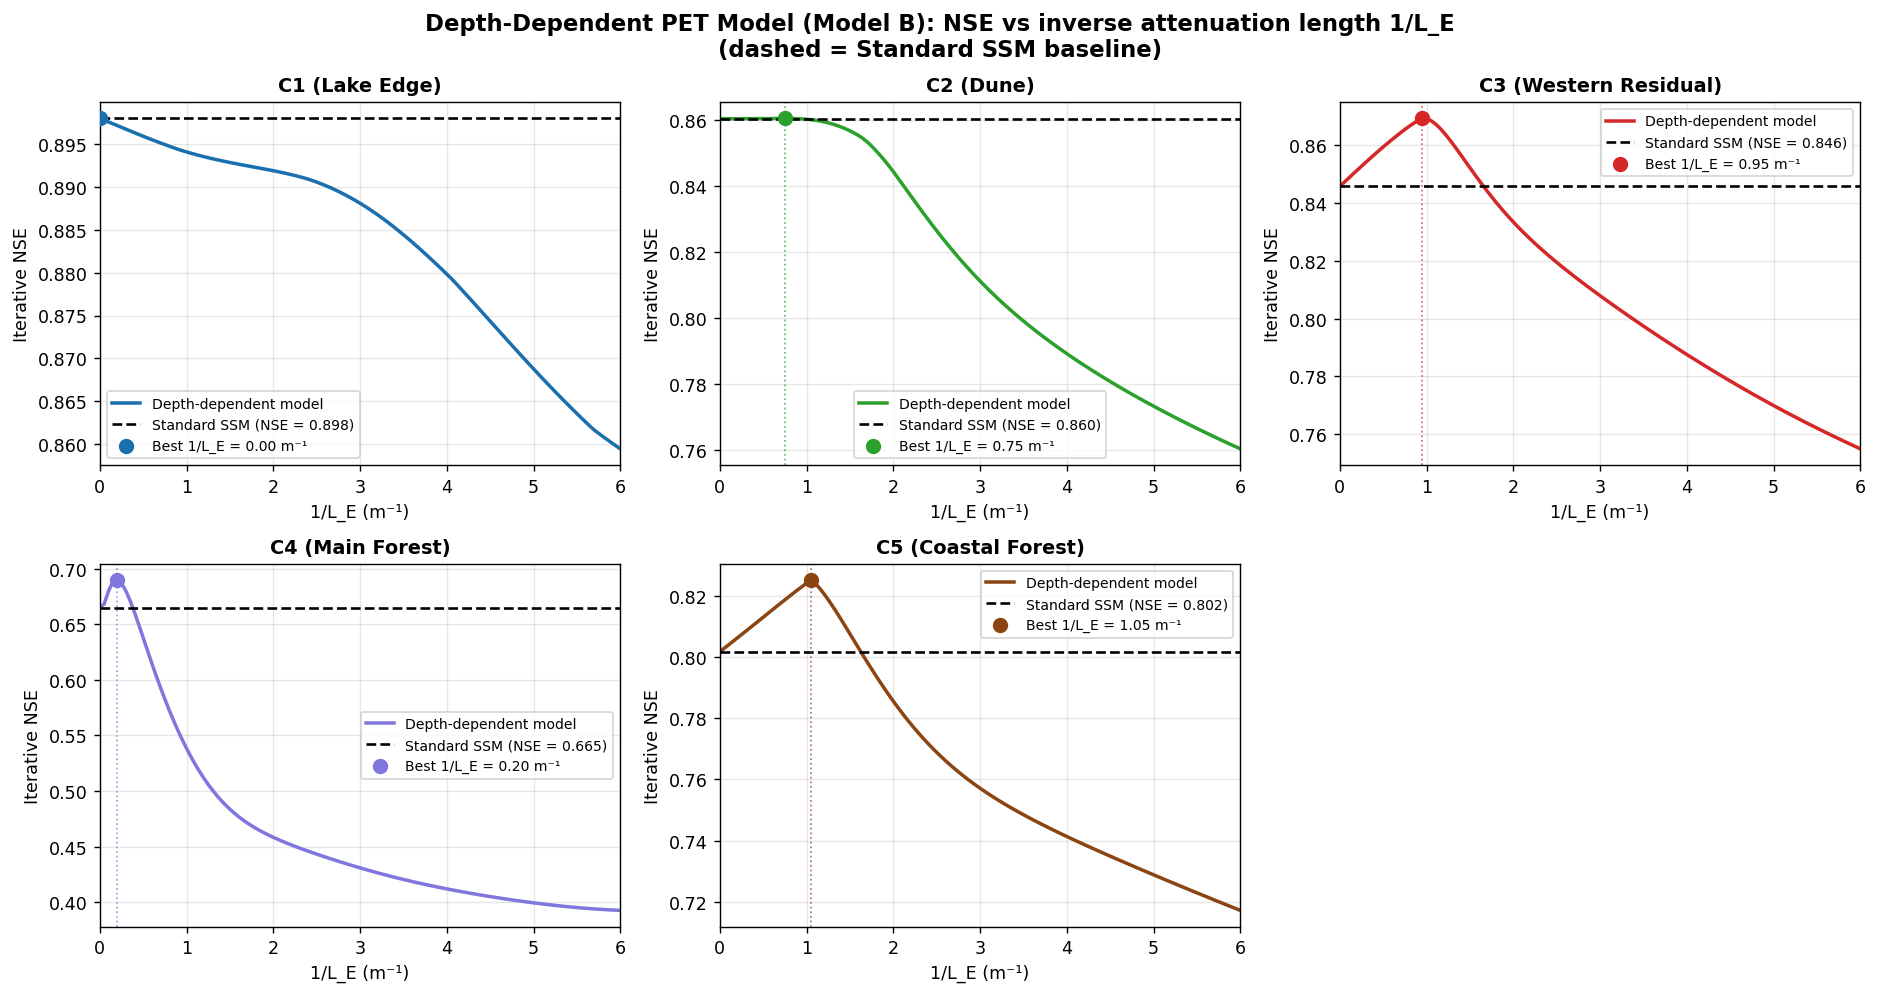 Depth-Dependent PET Model (Model B): NSE vs inverse attenuation length 1/L_E
(dashed = Standard SSM baseline)
C1 (Lake Edge)
Iterative NSE
0.895
0.890
0.885
0.880
0.875
0.870
0.865
0.860
Depth-dependent model
Standard SSM (NSE = 0.898)
Best 1/L_E = 0.00 m⁻¹
0 1 2 3 4 5 6
1/L_E (m⁻¹)
C2 (Dune)
Iterative NSE
0.86
0.84
0.82
0.80
0.78
0.76
Depth-dependent model
Standard SSM (NSE = 0.860)
Best 1/L_E = 0.75 m⁻¹
0 1 2 3 4 5 6
1/L_E (m⁻¹)
C3 (Western Residual)
Iterative NSE
0.86
0.84
0.82
0.80
0.78
0.76
Depth-dependent model
Standard SSM (NSE = 0.846)
Best 1/L_E = 0.95 m⁻¹
0 1 2 3 4 5 6
1/L_E (m⁻¹)
C4 (Main Forest)
Iterative NSE
0.70
0.65
0.60
0.55
0.50
0.45
0.40
Depth-dependent model
Standard SSM (NSE = 0.665)
Best 1/L_E = 0.20 m⁻¹
0 1 2 3 4 5 6
1/L_E (m⁻¹)
C5 (Coastal Forest)
Iterative NSE
0.82
0.80
0.78
0.76
0.74
0.72
Depth-dependent model
Standard SSM (NSE = 0.802)
Best 1/L_E = 1.05 m⁻¹
0 1 2 3 4 5 6
1/L_E (m⁻¹)